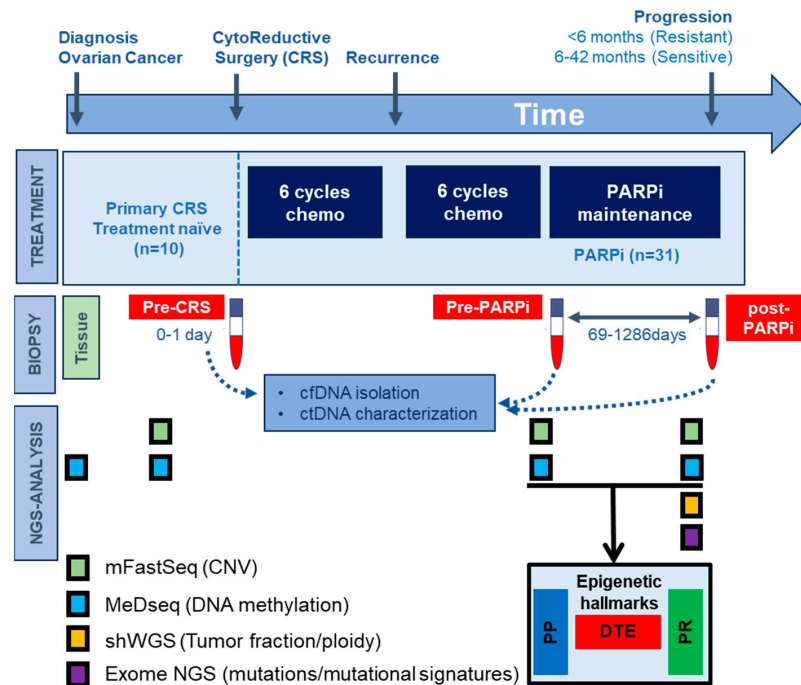 Diagnosis
Ovarian Cancer
CytoReductive
Surgery (CRS)
Recurrence
Progression
<6 months (Resistant)
6-42 months (Sensitive)
Time
TREATMENT
Primary CRS
Treatment naïve
(n=10)
6 cycles
chemo
6 cycles
chemo
PARPi
maintenance
PARPi (n=31)
BIOPSY
Tissue
Pre-CRS
0-1 day
Pre-PARPi
69-1286days
post-
PARPi
• cfDNA isolation
• ctDNA characterization
NGS-ANALYSIS
mFastSeq (CNV)
MeDseq (DNA methylation)
shWGS (Tumor fraction/ploidy)
Exome NGS (mutations/mutational signatures)
Epigenetic
hallmarks
PP
DTE
PR